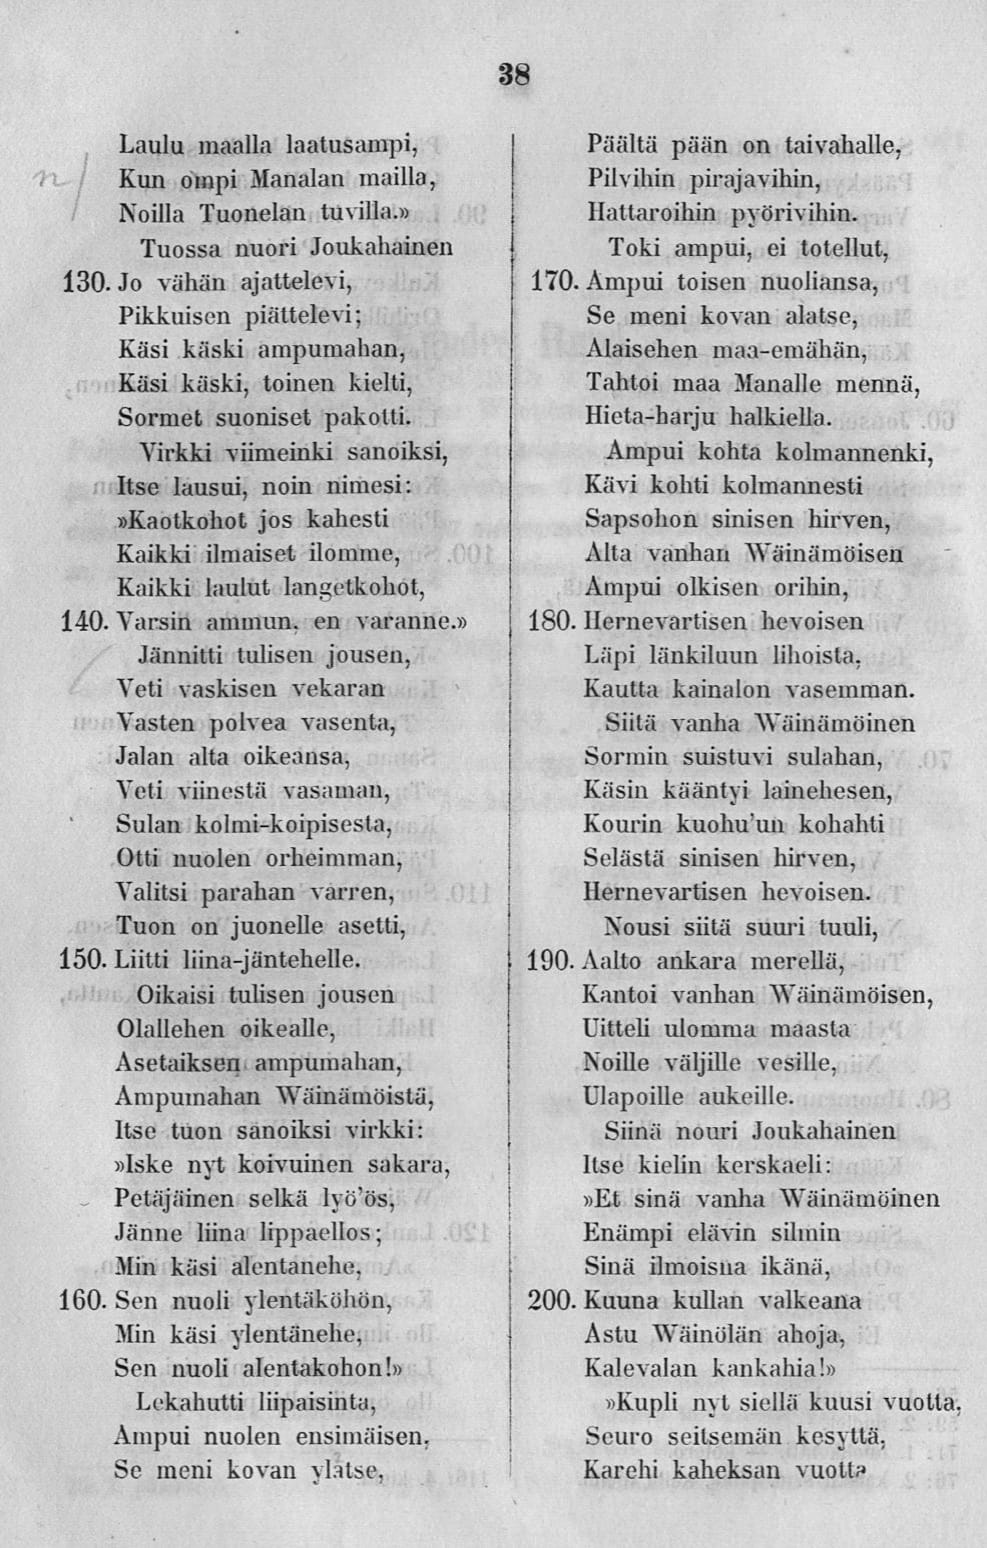 38
Laulu maalla laatusampi,
Kun ompi Manalan mailla,
Noilla Tuonelan tuvilla.»
Tuossa nuori Joukahainen
130. Jo vähän ajattelevi,
Pikkuisen piättelevi;
Käsi käski ampumahan,
Käsi käski, toinen kielti,
Sormet suoniset pakotti.
Virkki viimeinki sanoiksi,
Itse lausui, noin nimesi:
»Kaotkohot jos kahesti
Kaikki ilmaiset ilomme,
Kaikki laulut langetkohot,
140. Varsin ammun, en varanne.»
Jännitti tulisen jousen,
Veti vaskisen vekaran
Vasten polvea vasenta,
Jalan alta oikeansa,
Veti viinestä vasaman,
Sulan kolmi-koipisesta,
Otti nuolen orheimman,
Valitsi parahan varren,
Tuon on juonelle asetti,
150. Liitti liina-jäntehelle.
Oikaisi tulisen jousen
Olallehen oikealle,
Asetaiksen ampumahan,
Ampumahan Wäinämöistä,
Itse tuon sanoiksi virkki:
»Iske nyt koivuinen sakara,
Petäjäinen selkä lyö'ös,
Jänne liina lippaellos;
Min käsi alentanehe,
160. Sen nuoli ylentäköhön,
Min käsi ylentänehe,
Sen nuoli alentakohon!»
Lekahutti liipaisinta,
Ampui nuolen ensimäisen,
Se meni kovan ylatse,
Päältä pään on taivahalle,
Pilvihin pirajavihin,
Hattaroihin pyörivihin.
Toki ampui, ei totellut,
170. Ampui toisen nuoliansa,
Se meni kovan alatse,
Alaisehen maa-emähän,
Tahtoi maa Manalle mennä,
Hieta-harju halkiella.
Ampui kohta kolmannenki,
Kävi kohti kolmannesti
Sapsohon sinisen hirven,
Alta vanhan Wäinämöisen
Ampui olkisen orihin,
180. Hernevartisen hevoisen
Läpi länkiluun lihoista,
Kautta kainalon vasemman.
Siitä vanha Wäinämöinen
Sormin suistuvi sulahan,
Käsin kääntyi lainehesen,
Kourin kuohu'un kohahti
Selästä sinisen hirven,
Hernevartisen hevoisen.
Nousi siitä suuri tuuli,
190. Aalto ankara merellä,
Kantoi vanhan Wäinämöisen,
Uitteli ulomma maasta
Noille väljille vesille,
Ulapoille aukeille.
Siinä nouri Joukahainen
Itse kielin kerskaeli:
»Et sinä vanha Wäinämöinen
Enämpi elävin silmin
Sinä ilmoisna ikänä,
200. Kuuna kullan valkeana
Astu Wäinölän ahoja,
Kalevalan kankahia!»
»Kupli nyt siellä kuusi vuotta,
Seuro seitsemän kesyttä,
Karehi kaheksan vuotta